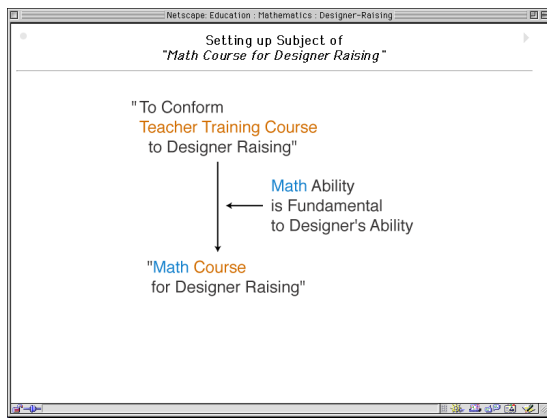 Netscape: Education : Mathematics : Designer-Raising
Setting up Subject of
"Math Course for Designer Raising"
"To Conform
Teacher Training Course
to Designer Raising"
Math Ability
is Fundamental
to Designer's Ability
"Math Course
for Designer Raising"